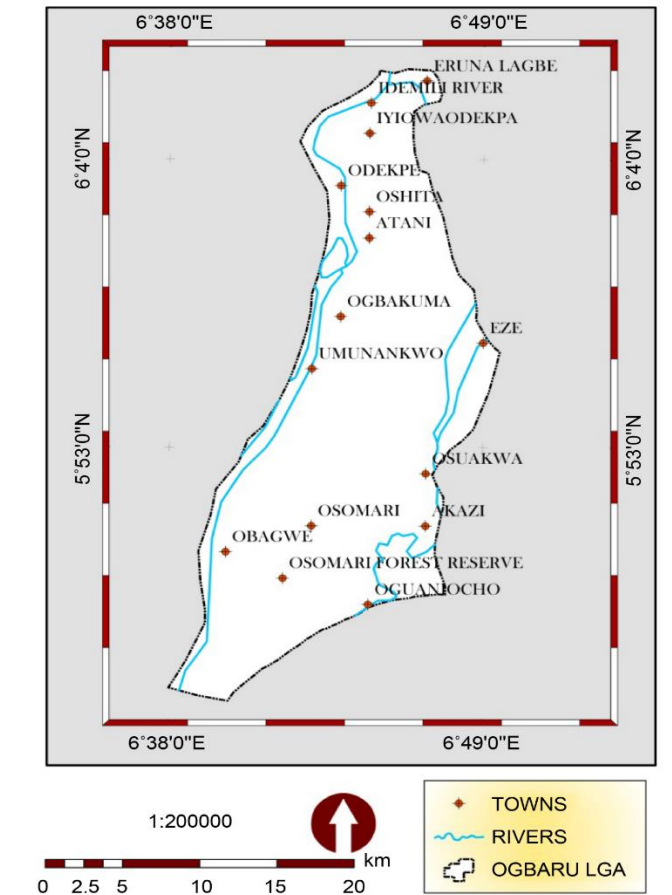 6°38'0"E 6°49'0"E
ERUNA LAGBE
IDEMILI RIVER
IYIOWAODEKPA
6°4'0"N 6°4'0"N
ODEKPE
OSHITA
ATANI
OGBAKUMA
EZE
UMUNANKWO
5°53'0"N 5°53'0"N
OSUAKWA
OSOMARI AKAZI
OBAGWE
OSOMARI FOREST RESERVE
OGUANIOCHO
6°38'0"E 6°49'0"E
1:200000
km
0 2.5 5 10 15 20
TOWNS
RIVERS
OGBARU LGA